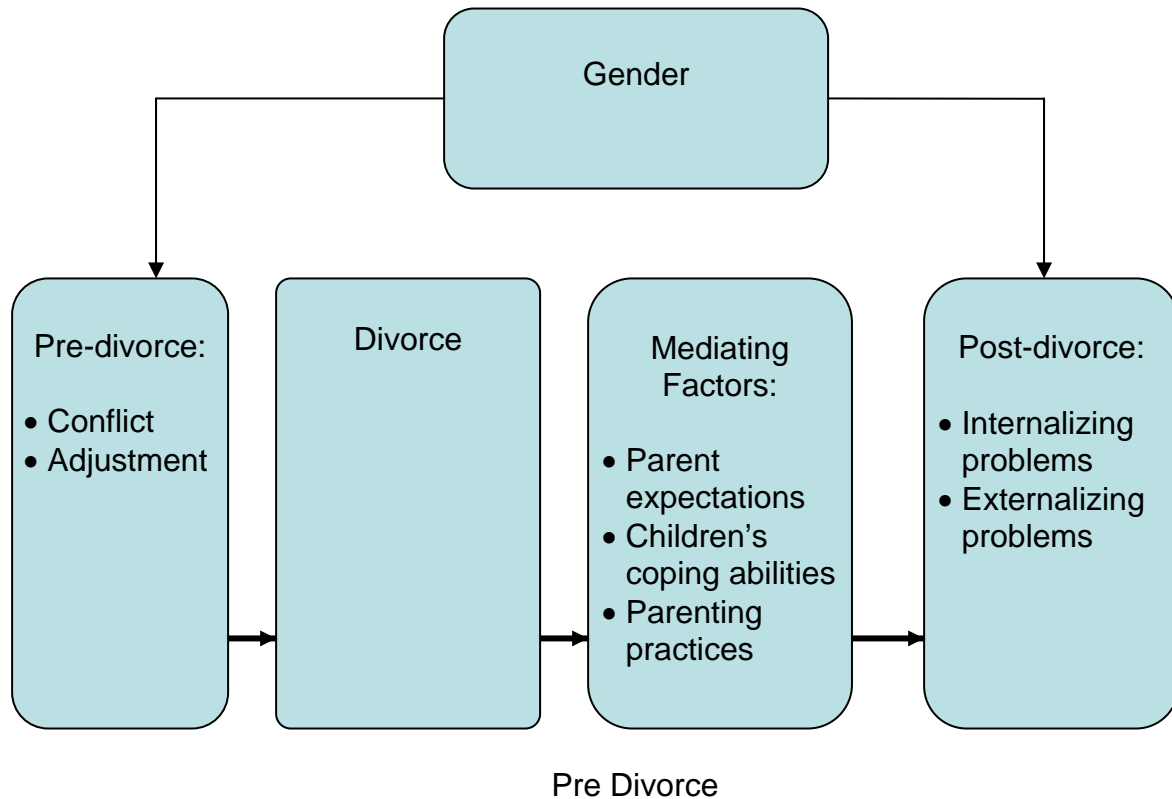 Gender
Pre-divorce:
• Conflict
• Adjustment
Divorce
Mediating
Factors:
• Parent
expectations
• Children’s
coping abilities
• Parenting
practices
Post-divorce:
• Internalizing
problems
• Externalizing
problems
Pre Divorce